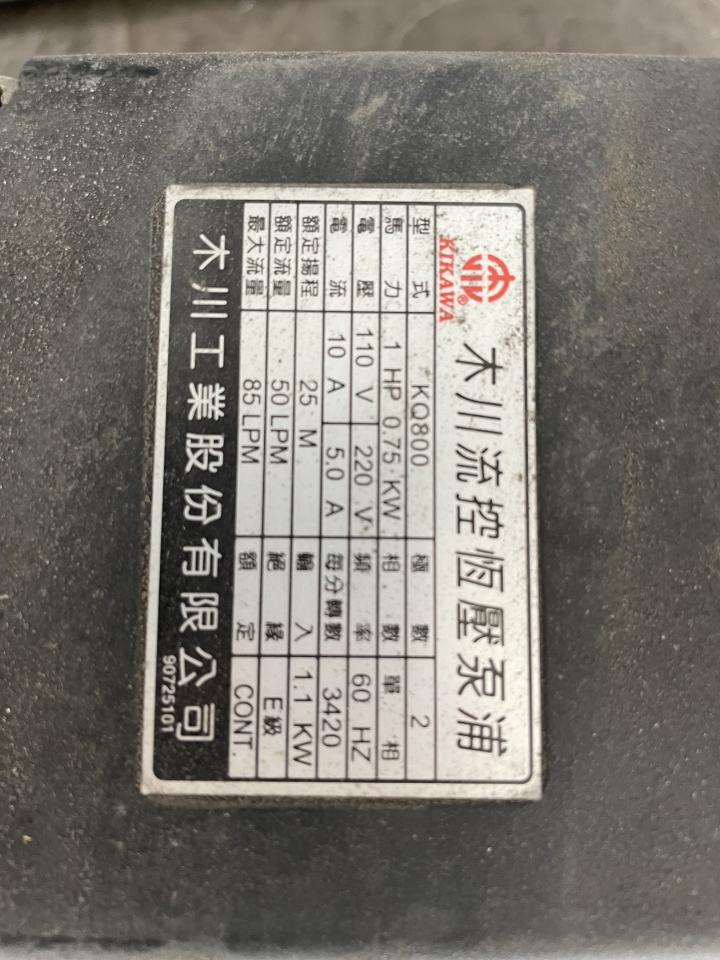 木川流控恆壓泵浦
KIKAWA®
型式 KQ800 極數 2
馬力 1 HP 0.75 KW 相數 單相
電壓 110 V 220 V 頻率 60 HZ
電流 10 A 5.0 A 每分轉數 3420
額定揚程 25 M 輸入 1.1 KW
額定流量 50 LPM 絕緣 E級
最大流量 85 LPM 額定 CONT.
木川工業股份有限公司
90725101